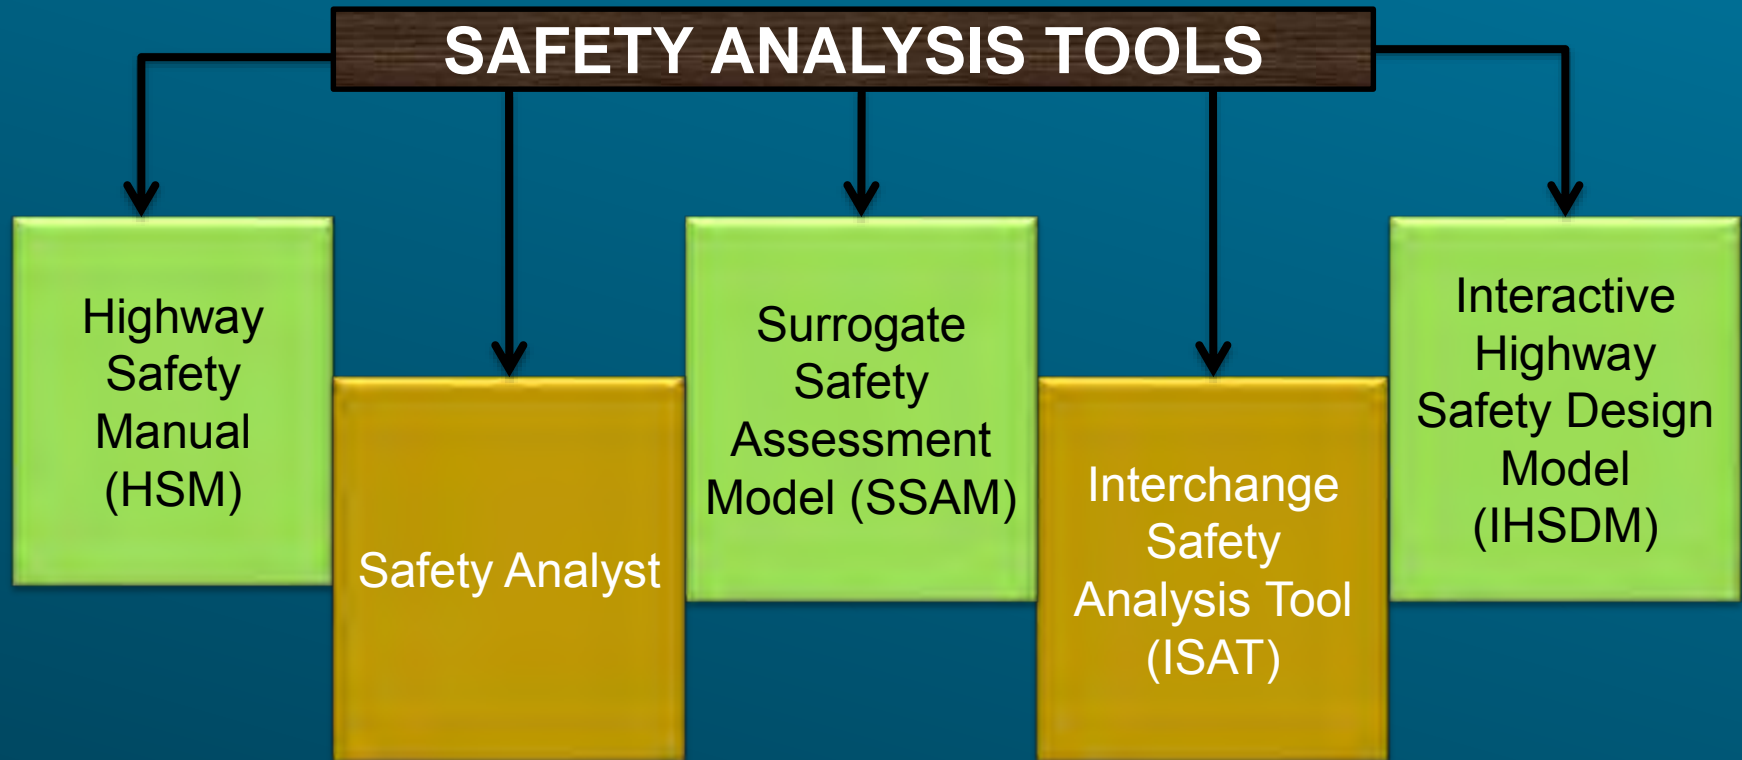 SAFETY ANALYSIS TOOLS
Highway
Safety
Manual
(HSM)
Safety Analyst
Surrogate
Safety
Assessment
Model (SSAM)
Interchange
Safety
Analysis Tool
(ISAT)
Interactive
Highway
Safety Design
Model
(IHSDM)